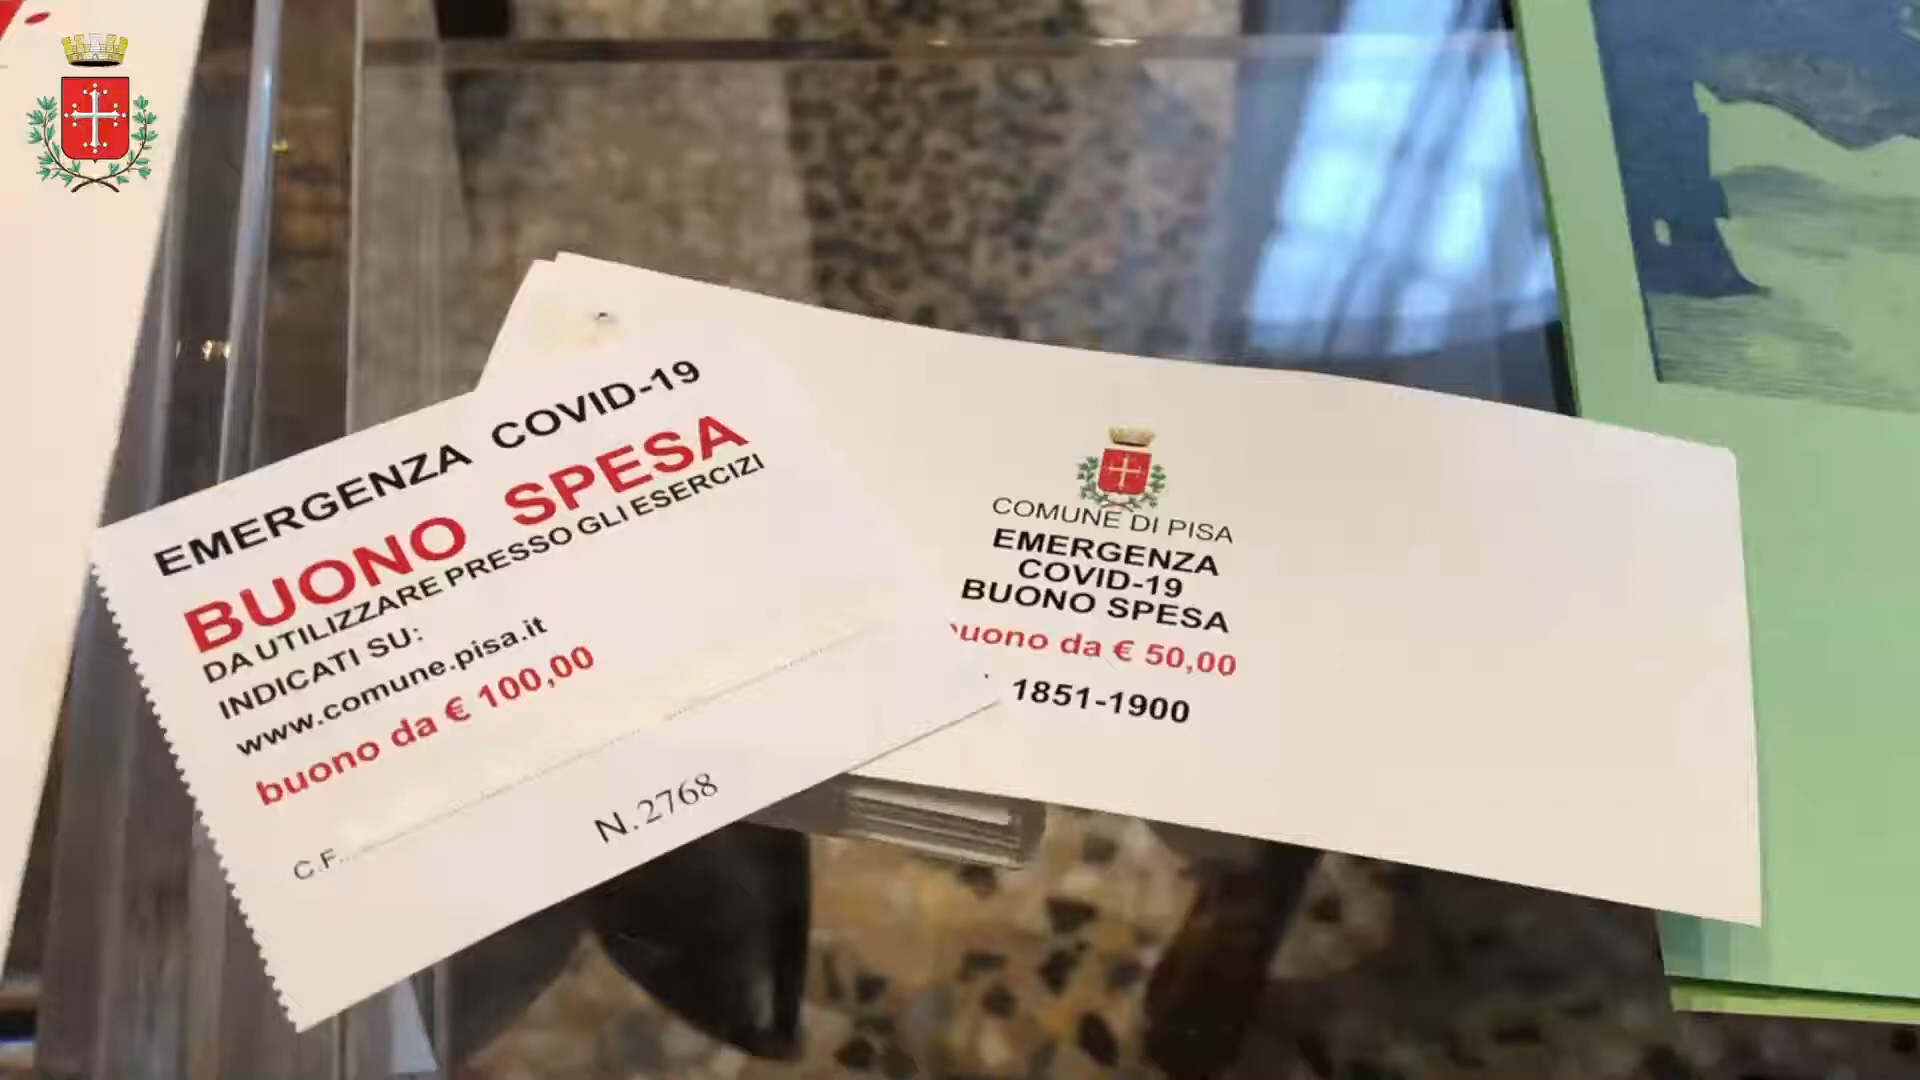 EMERGENZA COVID-19
BUONO SPESA
DA UTILIZZARE PRESSO GLI ESERCIZI
INDICATI SU:
www.comune.pisa.it
buono da € 100,00
C.F.
N. 2768
COMUNE DI PISA
EMERGENZA
COVID-19
BUONO SPESA
buono da € 50,00
1851-1900